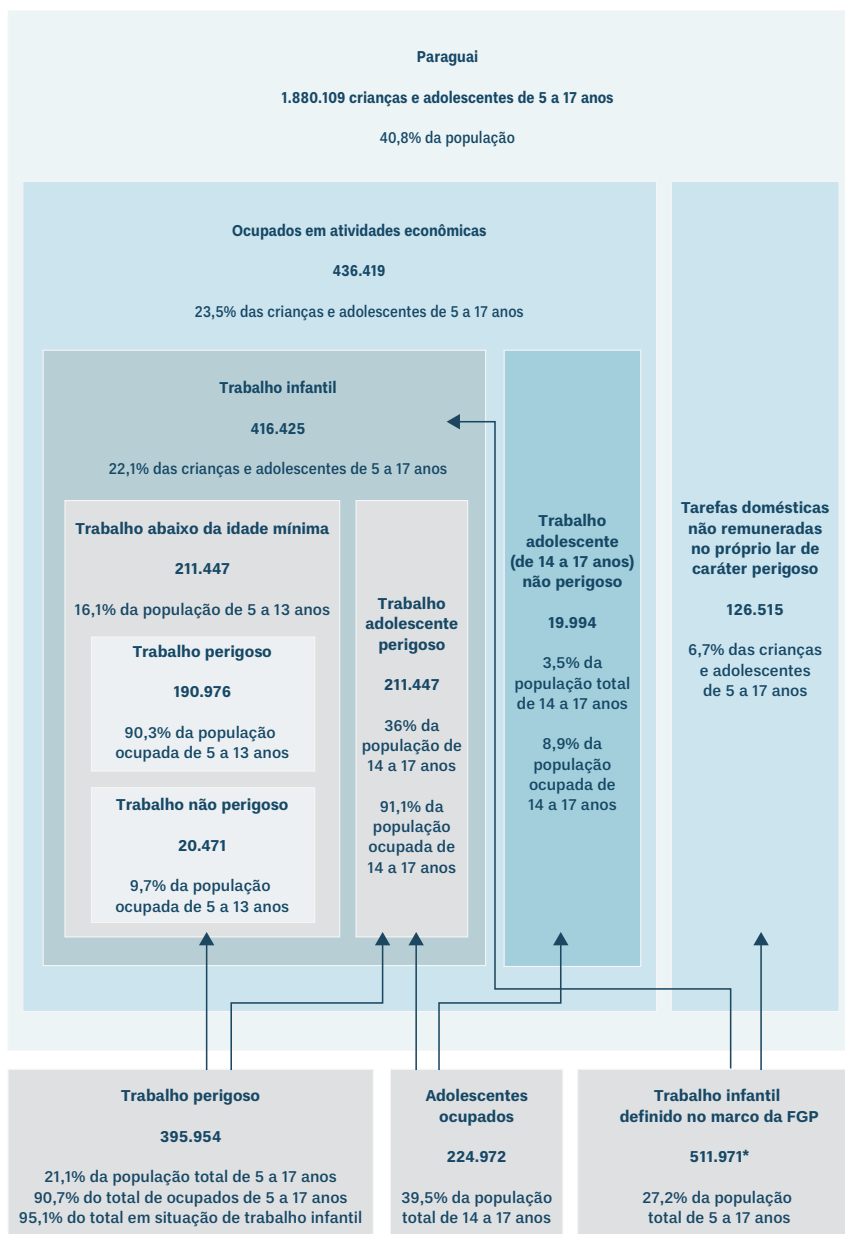 Paraguai
1.880.109 crianças e adolescentes de 5 a 17 anos
40,8% da população
Ocupados em atividades econômicas
436.419
23,5% das crianças e adolescentes de 5 a 17 anos
Trabalho infantil
416.425
22,1% das crianças e adolescentes de 5 a 17 anos
Trabalho abaixo da idade mínima
211.447
16,1% da população de 5 a 13 anos
Trabalho perigoso
190.976
90,3% da população
ocupada de 5 a 13 anos
Trabalho não perigoso
20.471
9,7% da população
ocupada de 5 a 13 anos
Trabalho
adolescente
perigoso
211.447
36% da
população de
14 a 17 anos
91,1% da
população
ocupada de
14 a 17 anos
Trabalho
adolescente
(de 14 a 17 anos)
não perigoso
19.994
3,5% da
população total
de 14 a 17 anos
8,9% da
população
ocupada de
14 a 17 anos
Tarefas domésticas
não remuneradas
no próprio lar de
caráter perigoso
126.515
6,7% das crianças
e adolescentes
de 5 a 17 anos
Trabalho perigoso
395.954
21,1% da população total de 5 a 17 anos
90,7% do total de ocupados de 5 a 17 anos
95,1% do total em situação de trabalho infantil
Adolescentes
ocupados
224.972
39,5% da população
total de 14 a 17 anos
Trabalho infantil
definido no marco da FGP
511.971*
27,2% da população
total de 5 a 17 anos